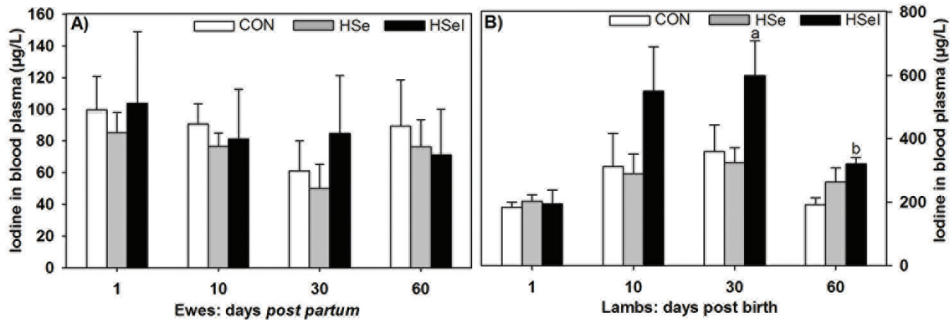 A)
CON HSe HSeI
Iodine in blood plasma (µg/L)
160
140
120
100
80
60
40
20
0
1 10 30 60
Ewes: days post partum
B)
CON HSe HSeI
a
b
800
600
400
200
0
Iodine in blood plasma (µg/L)
1 10 30 60
Lambs: days post birth